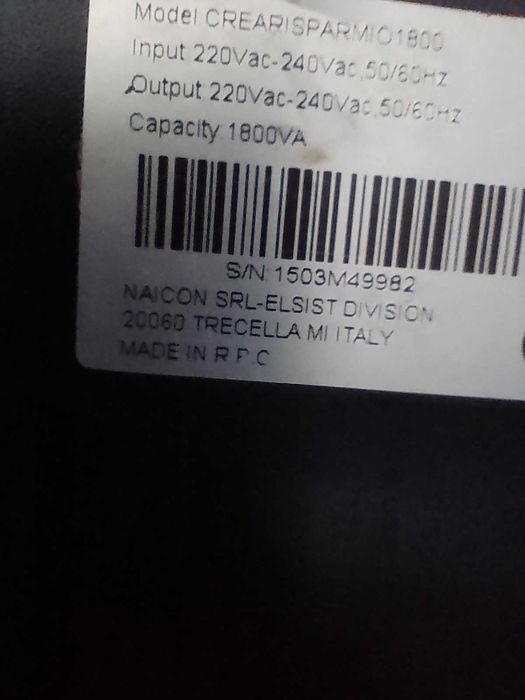 Model CREARISPARMIO1800
Input 220Vac-240Vac,50/60Hz
Output 220Vac-240Vac,50/60Hz
Capacity 1800VA
S/N:1503M49982
NAICON SRL-ELSIST DIVISION
20060 TRECELLA MI ITALY
MADE IN R P C